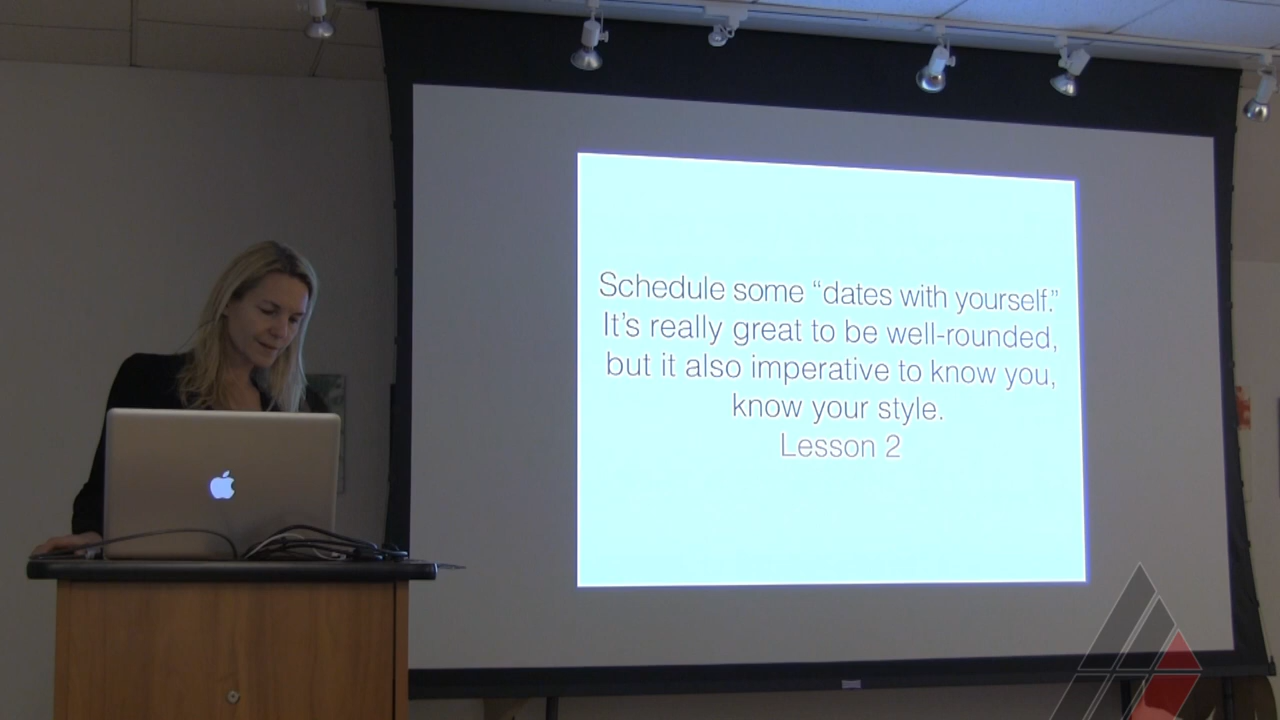 Schedule some “dates with yourself.”
It’s really great to be well-rounded,
but it also imperative to know you,
know your style.
Lesson 2